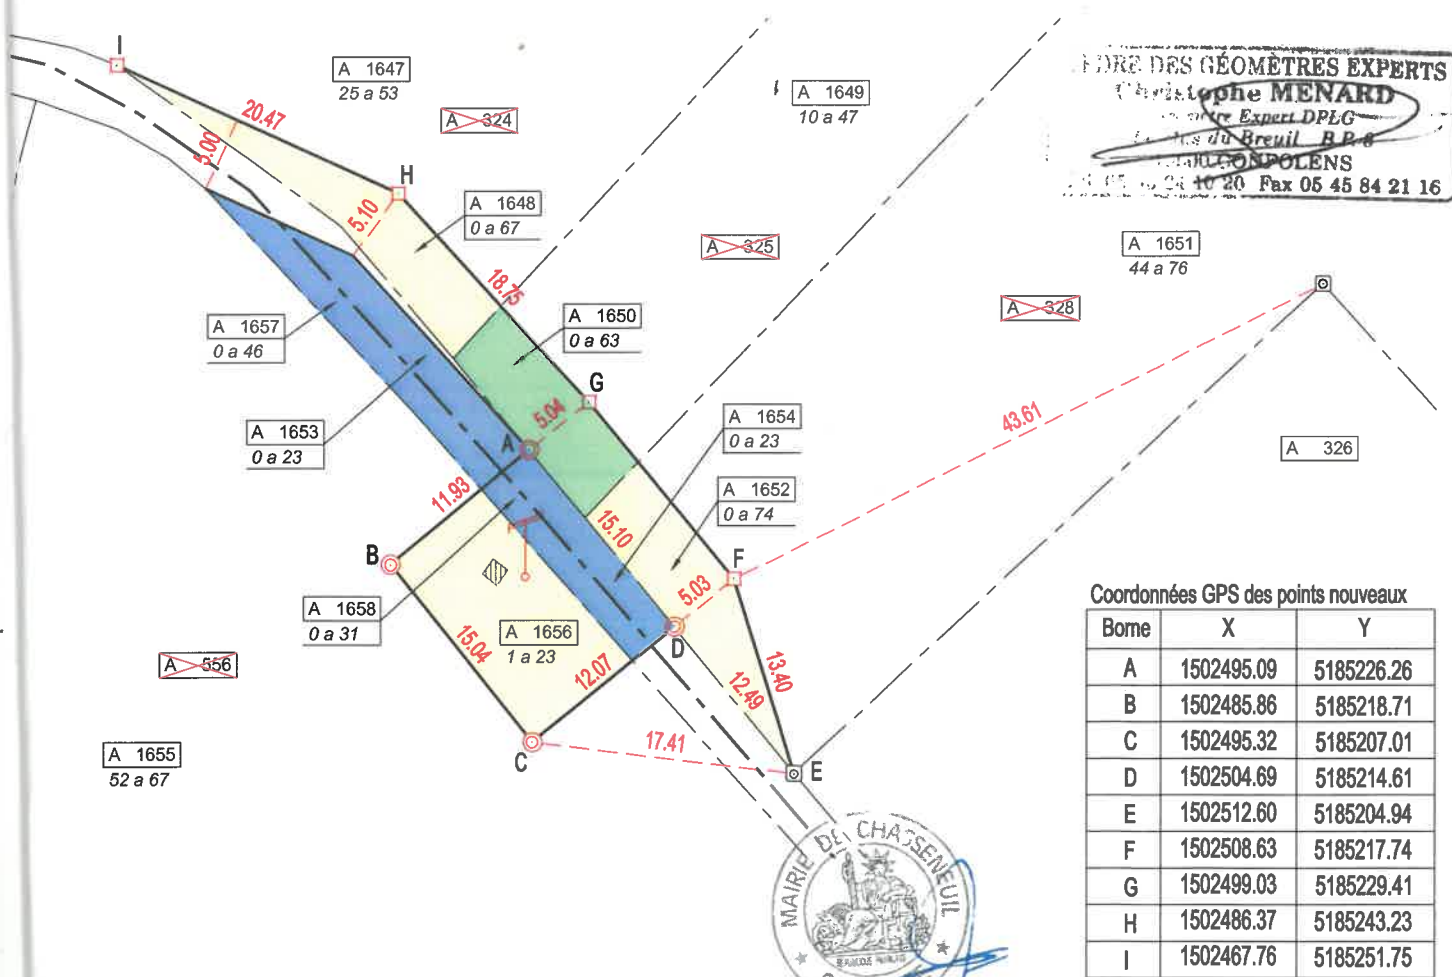 I
A 1647
25 a 53
A 324
20.47
5.00
H
5.10
A 1648
0 a 67
A 1649
10 a 47
GÉOMÈTRES EXPERTS
MENARD
Expert DPLG
du Breuil B.P. 8
10 20 Fax 05 45 84 21 16
A 325
A 1651
44 a 76
A 328
18.75
A 1657
0 a 46
A 1650
0 a 63
G
5.04
43.61
A 1653
0 a 23
A
A 1654
0 a 23
A 326
11.93
A 1652
0 a 74
15.10
B
F
5.03
A 1658
0 a 31
15.04
A 1656
1 a 23
D
A 556
12.07
13.40
12.49
A 1655
52 a 67
C
17.41
E
MAIRIE DE CHASSENEUIL
Coordonnées GPS des points nouveaux
Borne X Y
A 1502495.09 5185226.26
B 1502485.86 5185218.71
C 1502495.32 5185207.01
D 1502504.69 5185214.61
E 1502512.60 5185204.94
F 1502508.63 5185217.74
G 1502499.03 5185229.41
H 1502486.37 5185243.23
I 1502467.76 5185251.75